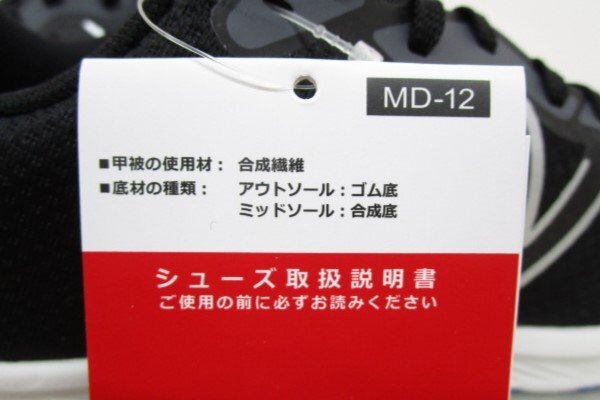 MD-12
■甲被の使用材： 合成繊維
■底材の種類： アウトソール：ゴム底
ミッドソール：合成底
シューズ取扱説明書
ご使用の前に必ずお読みください